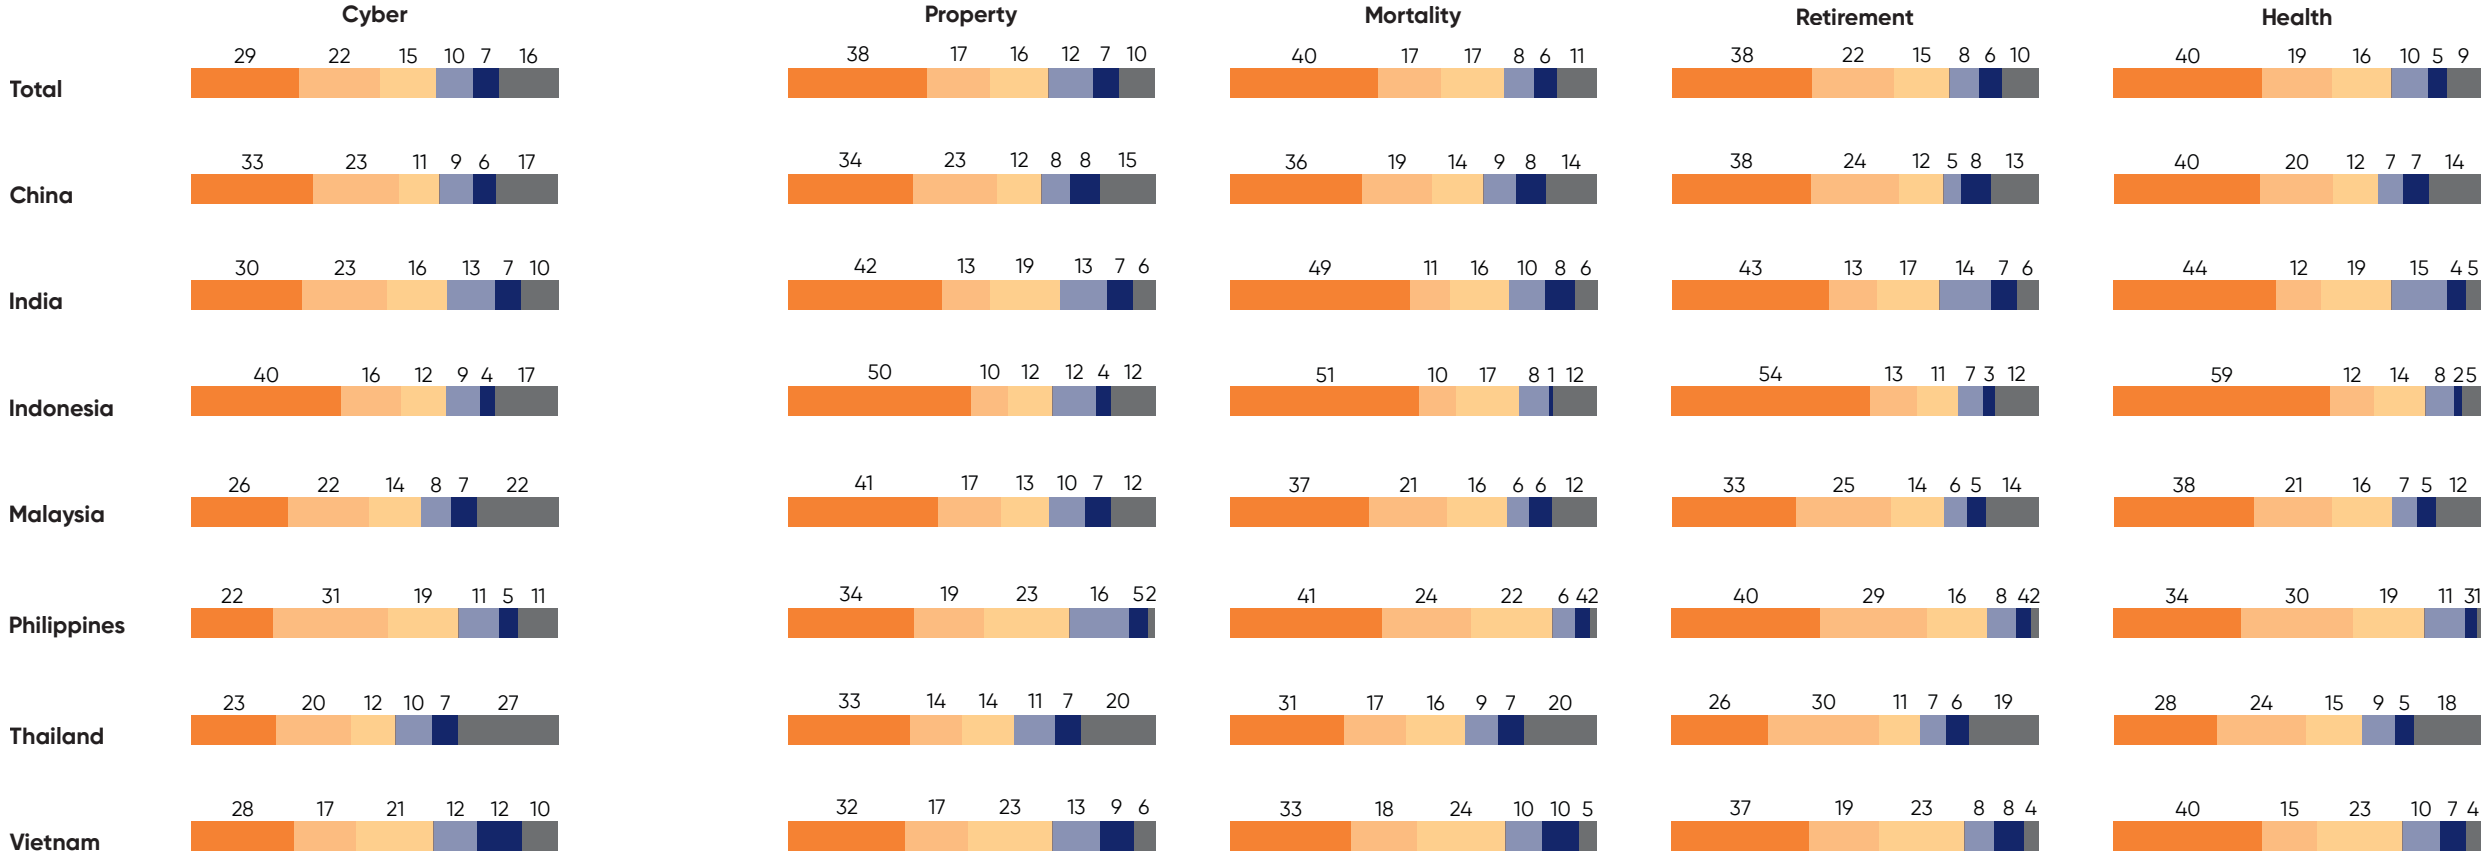 Cyber Property Mortality Retirement Health
29 22 15 10 7 16 38 17 16 12 7 10 40 17 17 8 6 11 38 22 15 8 6 10 40 19 16 10 5 9
Total
33 23 11 9 6 17 34 23 12 8 8 15 36 19 14 9 8 14 38 24 12 5 8 13 40 20 12 7 7 14
China
30 23 16 13 7 10 42 13 19 13 7 6 49 11 16 10 8 6 43 13 17 14 7 6 44 12 19 15 4 5
India
40 16 12 9 4 17 50 10 12 12 4 12 51 10 17 8 1 12 54 13 11 7 3 12 59 12 14 8 2 5
Indonesia
26 22 14 8 7 22 41 17 13 10 7 12 37 21 16 6 6 12 33 25 14 6 5 14 38 21 16 7 5 12
Malaysia
22 31 19 11 5 11 34 19 23 16 5 2 41 24 22 6 4 2 40 29 16 8 4 2 34 30 19 11 3 1
Philippines
23 20 12 10 7 27 33 14 14 11 7 20 31 17 16 9 7 20 26 30 11 7 6 19 28 24 15 9 5 18
Thailand
28 17 21 12 12 10 32 17 23 13 9 6 33 18 24 10 10 5 37 19 23 8 8 4 40 15 23 10 7 4
Vietnam